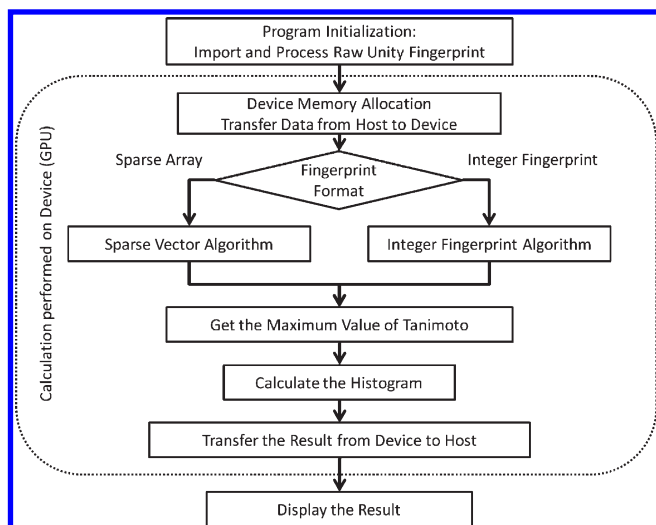 Program Initialization:
Import and Process Raw Unity Fingerprint
Device Memory Allocation
Transfer Data from Host to Device
Sparse Array
Integer Fingerprint
Fingerprint
Format
Sparse Vector Algorithm
Integer Fingerprint Algorithm
Get the Maximum Value of Tanimoto
Calculate the Histogram
Transfer the Result from Device to Host
Display the Result
Calculation performed on Device (GPU)